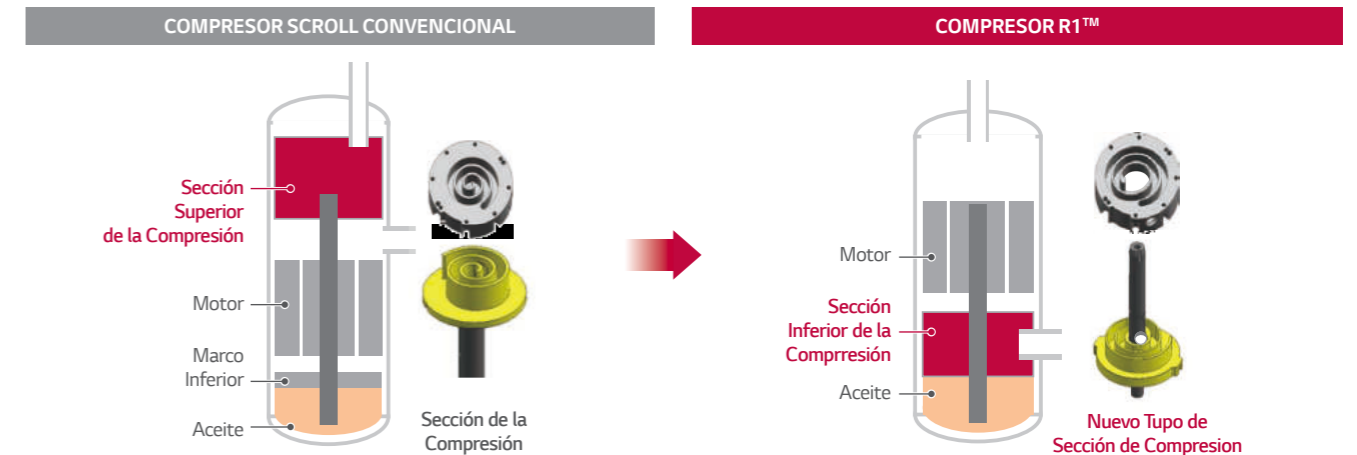 COMPRESOR SCROLL CONVENCIONAL
Sección
Superior
de la Compresión
Motor
Marco
Inferior
Aceite
Sección de la
Compresión
COMPRESOR R1™
Motor
Sección
Inferior de la
Comprresión
Aceite
Nuevo Tupo de
Sección de Compresion